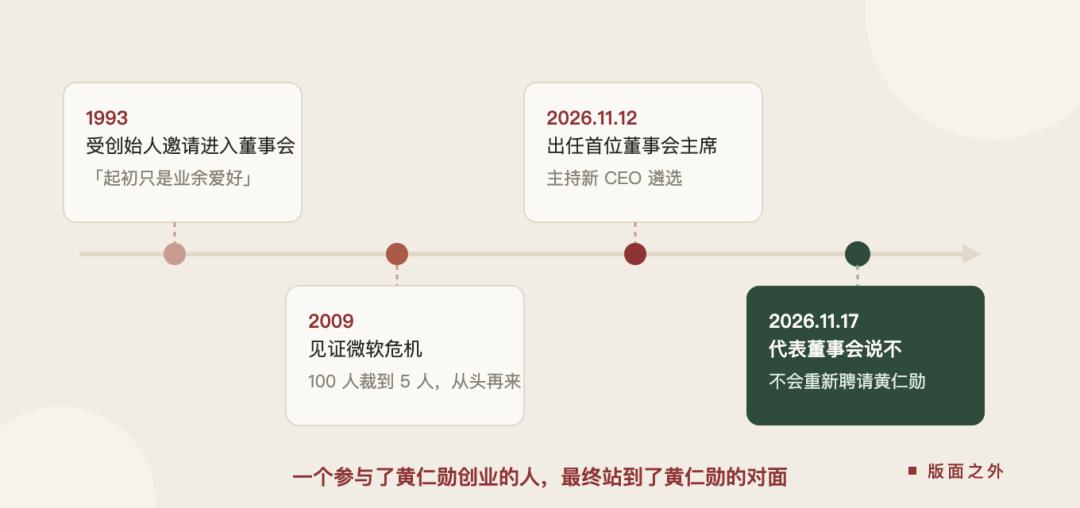 1993
受创始人邀请进入董事会
「起初只是业余爱好」
2026.11.12
出任首位董事会主席
主持新 CEO 遴选
2009
见证微软危机
100 人裁到 5 人，从头再来
2026.11.17
代表董事会说不
不会重新聘请黄仁勋
一个参与了黄仁勋创业的人，最终站到了黄仁勋的对面
版面之外